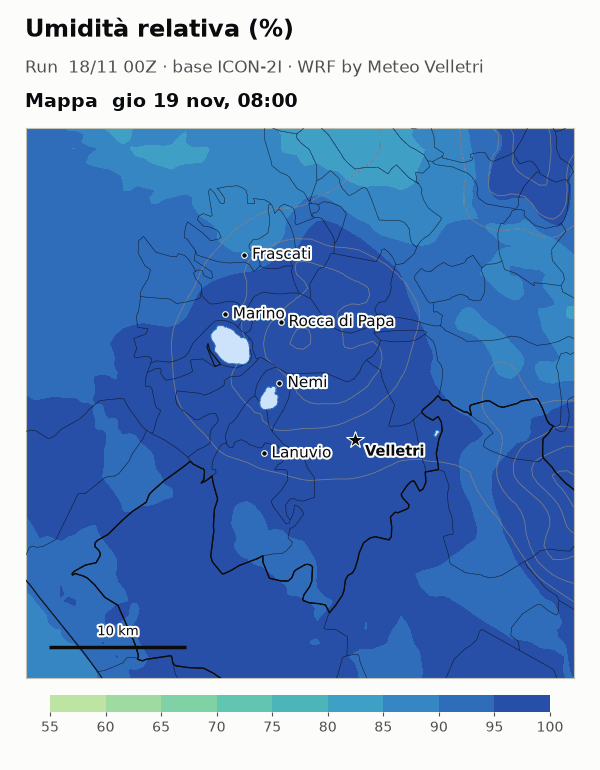 Umidità relativa (%)
Run  18/11 00Z · base ICON-2I · WRF by Meteo Velletri
Mappa  gio 19 nov, 08:00
Frascati
Marino
Rocca di Papa
Nemi
Lanuvio
Velletri
10 km
55 60 65 70 75 80 85 90 95 100